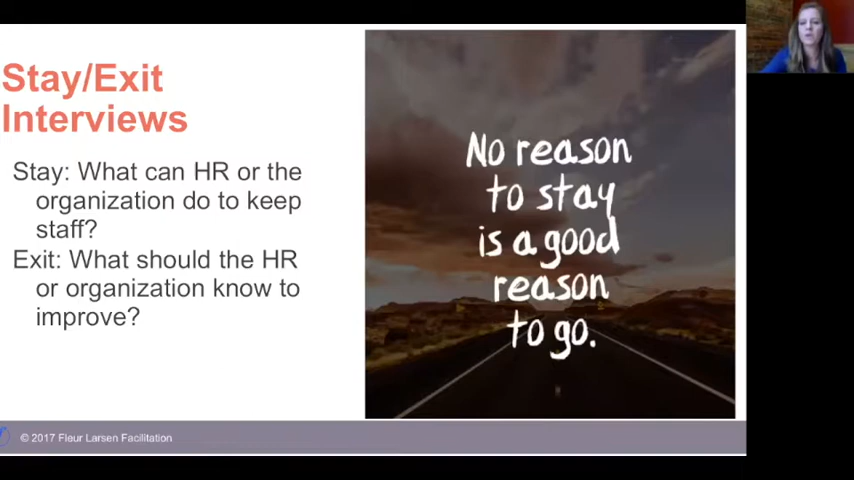 Stay/Exit
Interviews
Stay: What can HR or the
organization do to keep
staff?
Exit: What should the HR
or organization know to
improve?
No reason
to stay
is a good
reason
to go.
© 2017 Fleur Larsen Facilitation